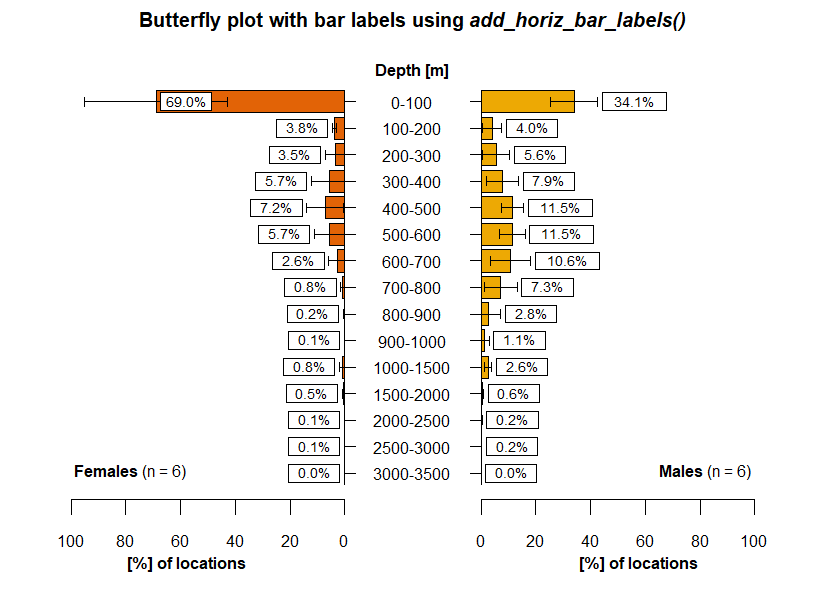 Butterfly plot with bar labels using add_horiz_bar_labels()
Depth [m]
69.0% 0-100 34.1%
3.8% 100-200 4.0%
3.5% 200-300 5.6%
5.7% 300-400 7.9%
7.2% 400-500 11.5%
5.7% 500-600 11.5%
2.6% 600-700 10.6%
0.8% 700-800 7.3%
0.2% 800-900 2.8%
0.1% 900-1000 1.1%
0.8% 1000-1500 2.6%
0.5% 1500-2000 0.6%
0.1% 2000-2500 0.2%
0.1% 2500-3000 0.2%
0.0% 3000-3500 0.0%
Females (n = 6) Males (n = 6)
100 80 60 40 20 0 0 20 40 60 80 100
[%] of locations [%] of locations